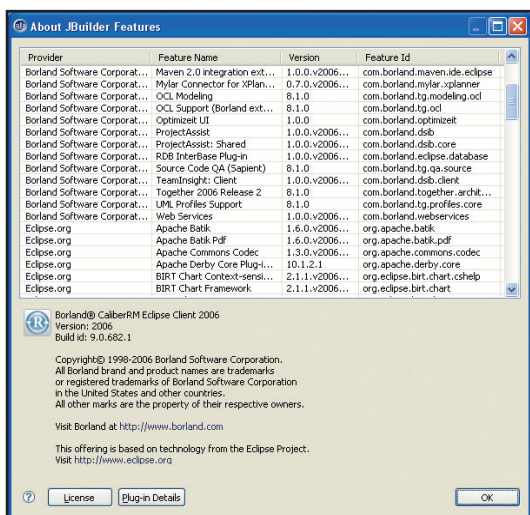 About JBuilder Features
Provider Feature Name Version Feature Id
Borland Software Corporat... Maven 2.0 integration ext... 1.0.0.v2006... com.borland.maven.ide.eclipse
Borland Software Corporat... Mylar Connector for XPlan... 0.7.0.v2006... com.borland.mylar.xplanner
Borland Software Corporat... OCL Modeling 8.1.0 com.borland.tg.modeling.ocl
Borland Software Corporat... OCL Support (Borland ext... 8.1.0 com.borland.tg.ocl
Borland Software Corporat... Optimizeit UI 1.0.0 com.borland.optimizeit
Borland Software Corporat... ProjectAssist 1.0.0.v2006... com.borland.dsib
Borland Software Corporat... ProjectAssist: Shared 1.0.0.v2006... com.borland.dsib.core
Borland Software Corporat... RDB InterBase Plug-in 1.0.0.v2006... com.borland.eclipse.database
Borland Software Corporat... Source Code QA (Sapient) 8.1.0 com.borland.tg.qa.source
Borland Software Corporat... TeamInsight: Client 1.0.0.v2006... com.borland.dsib.client
Borland Software Corporat... Together 2006 Release 2 8.1.0 com.borland.together.archit...
Borland Software Corporat... UML Profiles Support 8.1.0 com.borland.tg.profiles.core
Borland Software Corporat... Web Services 1.0.0.v2006... com.borland.webservices
Eclipse.org Apache Batik 1.6.0.v2006... org.apache.batik
Eclipse.org Apache Batik Pdf 1.6.0.v2006... org.apache.batik.pdf
Eclipse.org Apache Commons Codec 1.3.0.v2006... org.apache.commons.codec
Eclipse.org Apache Derby Core Plug-i... 10.1.2.1 org.apache.derby.core
Eclipse.org BIRT Chart Context-sensi... 2.1.1.v2006... org.eclipse.birt.chart.cshelp
Eclipse.org BIRT Chart Framework 2.1.1.v2006... org.eclipse.birt.chart
Borland® CaliberRM Eclipse Client 2006
Version: 2006
Build id: 9.0.682.1
Copyright© 1998-2006 Borland Software Corporation.
All Borland brand and product names are trademarks
or registered trademarks of Borland Software Corporation
in the United States and other countries.
All other marks are the property of their respective owners.
Visit Borland at http://www.borland.com
This offering is based on technology from the Eclipse Project.
Visit http://www.eclipse.org
License Plug-in Details OK